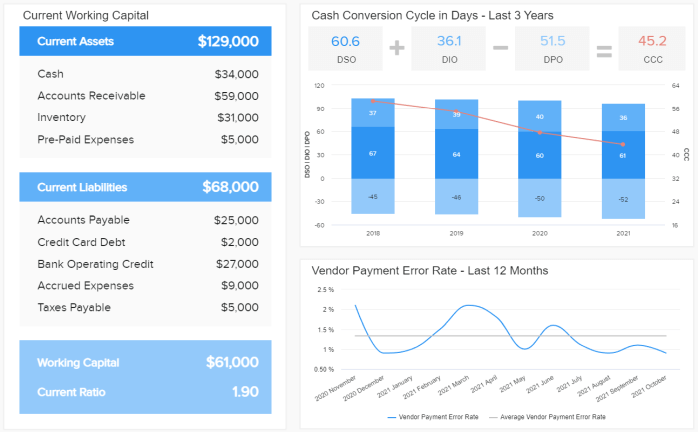 Current Working Capital
Current Assets $129,000
Cash $34,000
Accounts Receivable $59,000
Inventory $31,000
Pre-Paid Expenses $5,000
Current Liabilities $68,000
Accounts Payable $25,000
Credit Card Debt $2,000
Bank Operating Credit $27,000
Accrued Expenses $9,000
Taxes Payable $5,000
Working Capital $61,000
Current Ratio 1.90
Cash Conversion Cycle in Days - Last 3 Years
60.6 + 36.1 − 51.5 = 45.2
DSO DIO DPO CCC
120 64
90 56
60 48
30 40
0 32
-30 24
-60 16
DSO | DIO | DPO
CCC
37 39 40 36
67 64 60 61
-45 -46 -50 -52
2018 2019 2020 2021
Vendor Payment Error Rate - Last 12 Months
2.5 %
2 %
1.5 %
1 %
0.50 %
2020 November 2020 December 2021 January 2021 February 2021 March 2021 April 2021 May 2021 June 2021 July 2021 August 2021 September 2021 October
Vendor Payment Error Rate Average Vendor Payment Error Rate